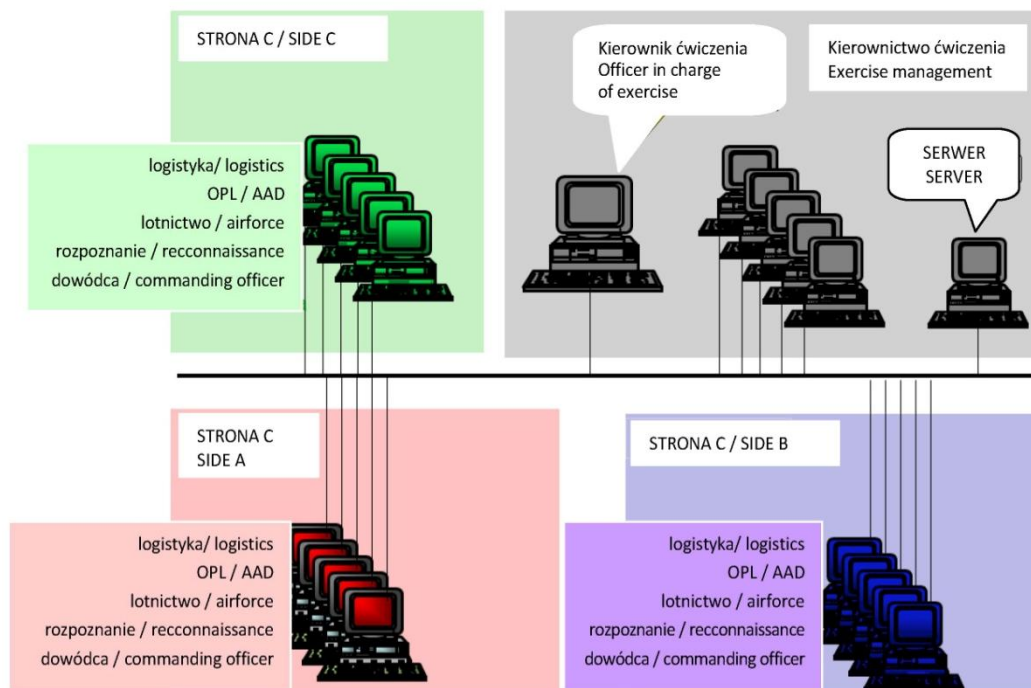 STRONA C / SIDE C
logistyka/ logistics
OPL / AAD
lotnictwo / airforce
rozpoznanie / recconnaissance
dowódca / commanding officer
Kierownik ćwiczenia
Officer in charge
of exercise
Kierownictwo ćwiczenia
Exercise management
SERWER
SERVER
STRONA C
SIDE A
logistyka/ logistics
OPL / AAD
lotnictwo / airforce
rozpoznanie / recconnaissance
dowódca / commanding officer
STRONA C / SIDE B
logistyka/ logistics
OPL / AAD
lotnictwo / airforce
rozpoznanie / recconnaissance
dowódca / commanding officer